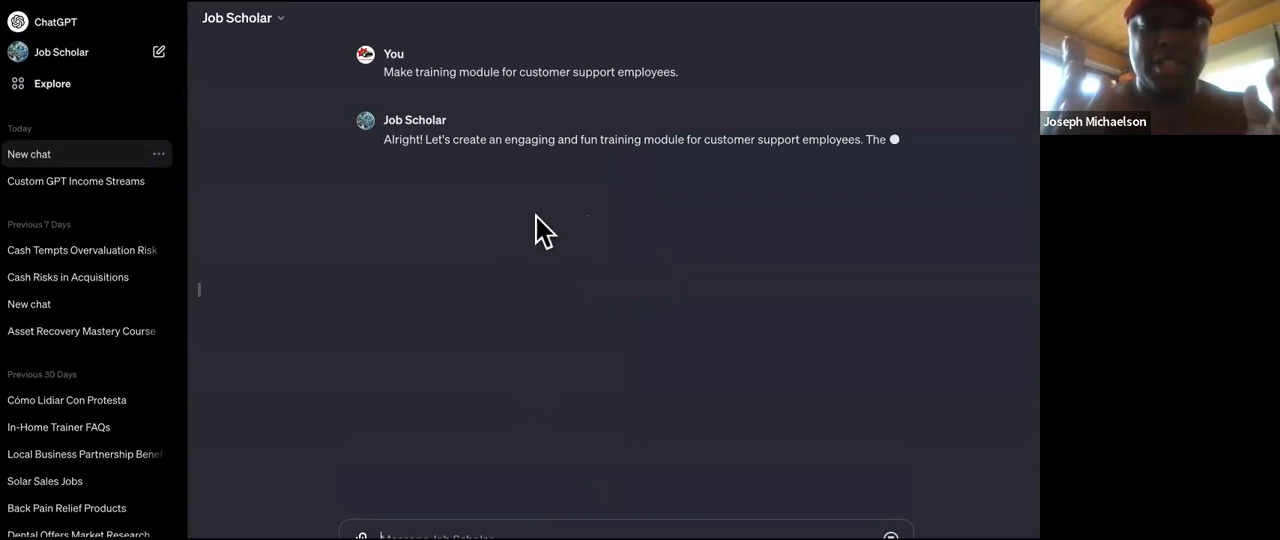 ChatGPT
Job Scholar
Explore
Today
New chat
Custom GPT Income Streams
Previous 7 Days
Cash Tempts Overvaluation Risk
Cash Risks in Acquisitions
New chat
Asset Recovery Mastery Course
Previous 30 Days
Cómo Lidiar Con Protesta
In-Home Trainer FAQs
Local Business Partnership Benef
Solar Sales Jobs
Back Pain Relief Products
Dental Offers Market Research
Job Scholar
You
Make training module for customer support employees.
Job Scholar
Alright! Let's create an engaging and fun training module for customer support employees. The
Message Job Scholar
Joseph Michaelson